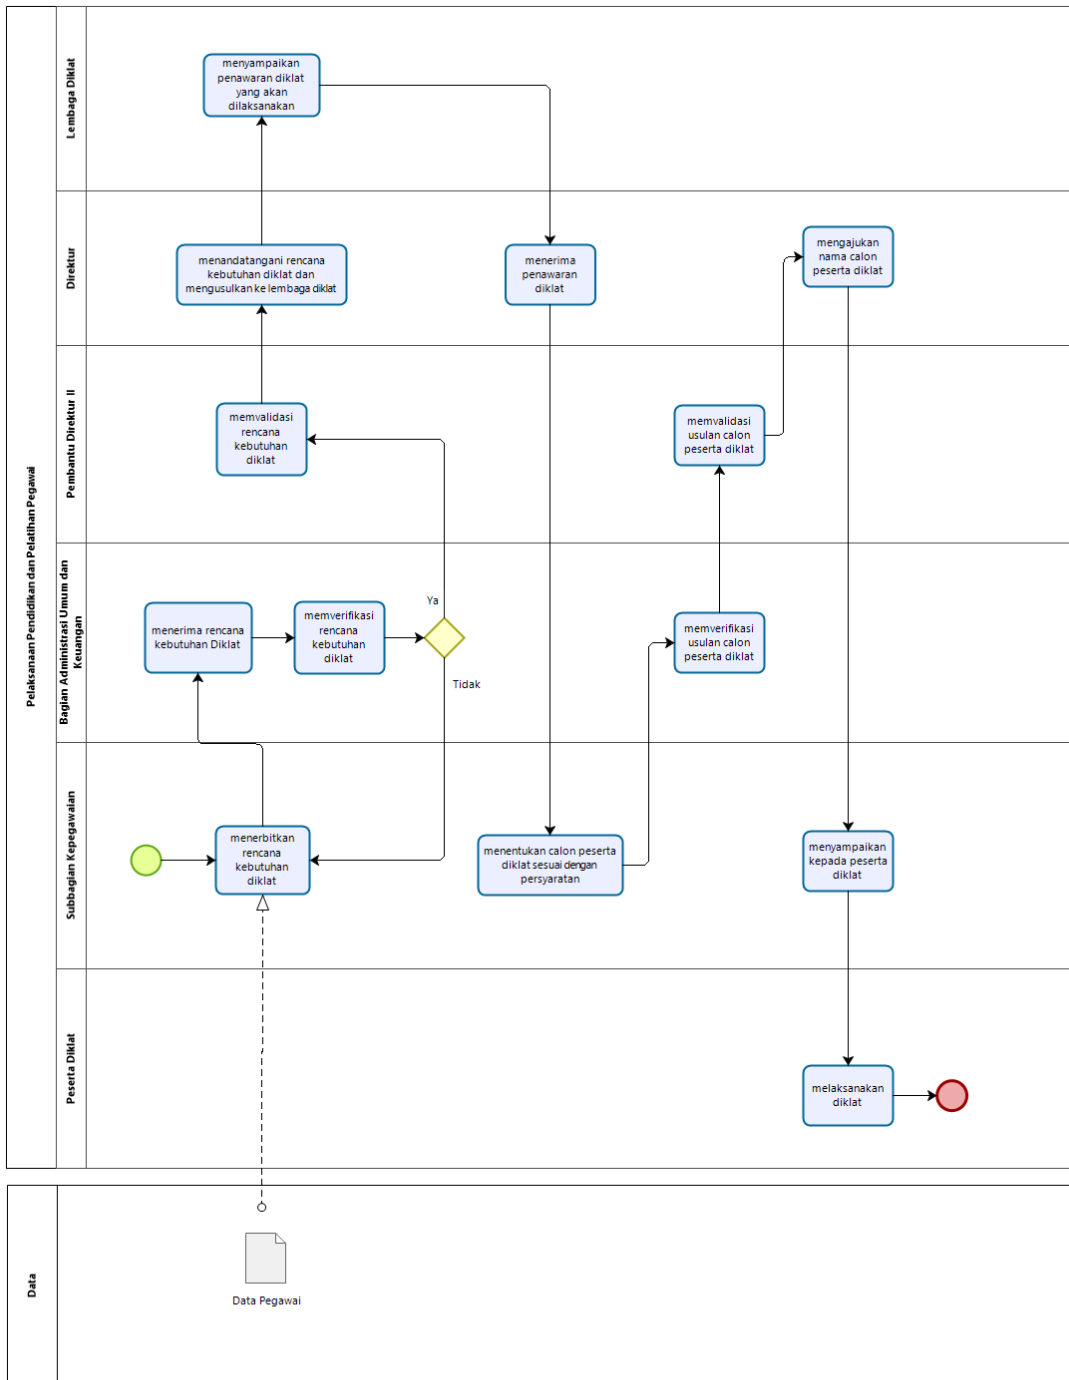 Pelaksanaan Pendidikan dan Pelatihan Pegawai
Lembaga Diklat
menyampaikan
penawaran diklat
yang akan
dilaksanakan
Direktur
menandatangani rencana
kebutuhan diklat dan
mengusulkan ke lembaga diklat
menerima
penawaran
diklat
mengajukan
nama calon
peserta diklat
Pembantu Direktur II
memvalidasi
rencana
kebutuhan
diklat
memvalidasi
usulan calon
peserta diklat
Bagian Administrasi Umum dan
Keuangan
menerima rencana
kebutuhan Diklat
memverifikasi
rencana
kebutuhan
diklat
Ya
Tidak
memverifikasi
usulan calon
peserta diklat
Subbagian Kepegawaian
menerbitkan
rencana
kebutuhan
diklat
menentukan calon peserta
diklat sesuai dengan
persyaratan
menyampaikan
kepada peserta
diklat
Peserta Diklat
melaksanakan
diklat
Data
Data Pegawai